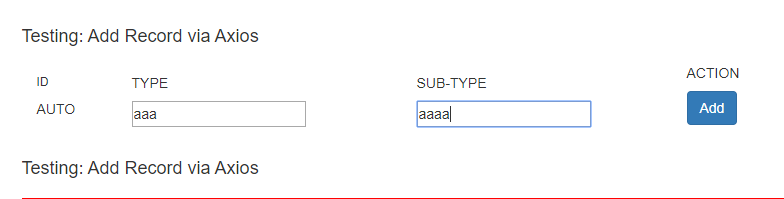 Testing: Add Record via Axios
ID TYPE SUB-TYPE ACTION
AUTO aaa aaaa Add
Testing: Add Record via Axios